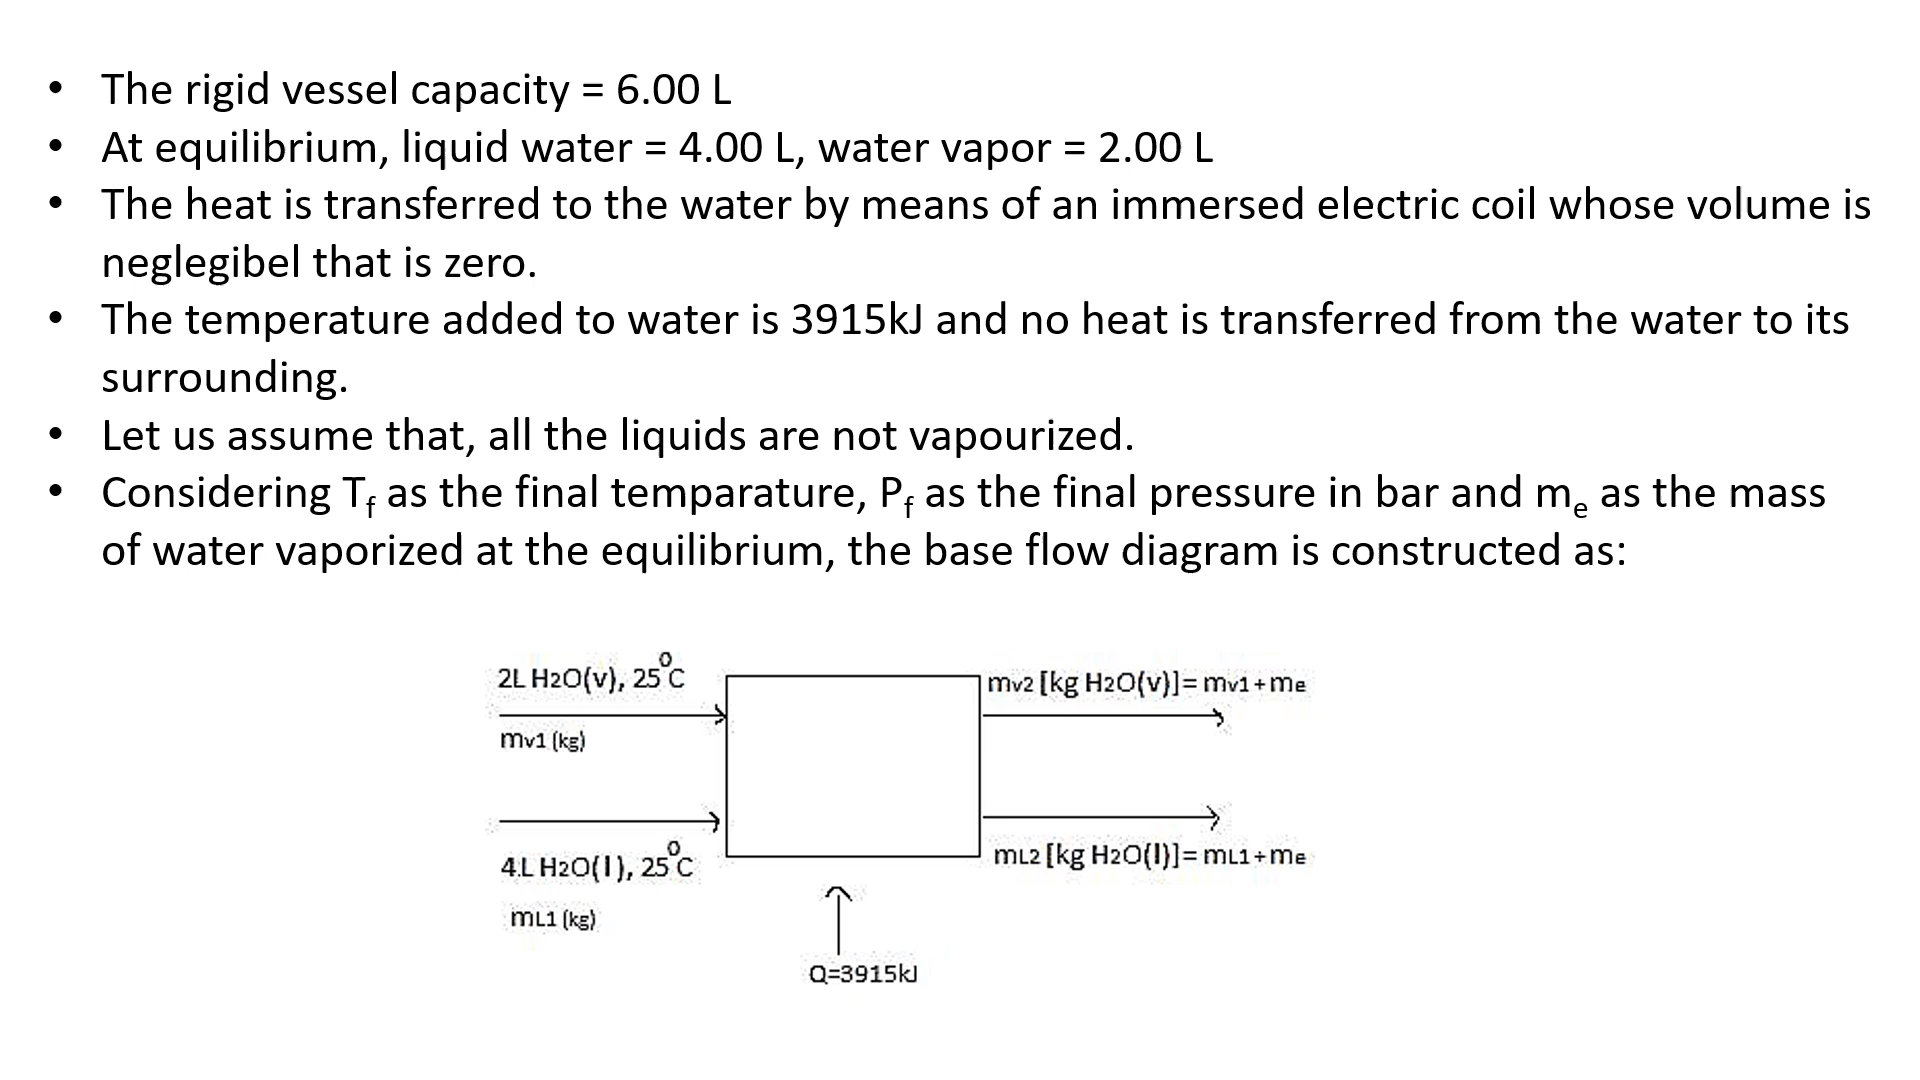 • The rigid vessel capacity = 6.00 L
• At equilibrium, liquid water = 4.00 L, water vapor = 2.00 L
• The heat is transferred to the water by means of an immersed electric coil whose volume is
neglegibel that is zero.
• The temperature added to water is 3915kJ and no heat is transferred from the water to its
surrounding.
• Let us assume that, all the liquids are not vapourized.
• Considering Tf as the final temparature, Pf as the final pressure in bar and me as the mass
of water vaporized at the equilibrium, the base flow diagram is constructed as:
2L H2O(v), 25°C
mv1 (kg)
mv2 [kg H2O(v)]= mv1+me
4L H2O(l), 25°C
mL1 (kg)
mL2 [kg H2O(l)]= mL1+me
Q=3915kJ